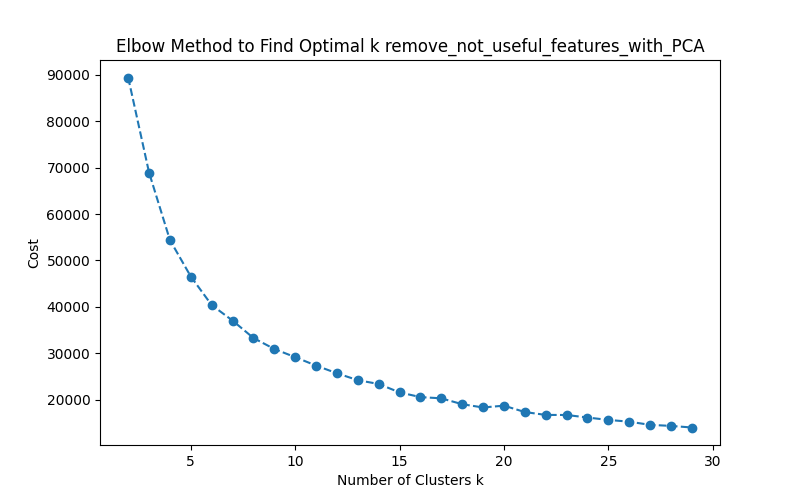 Elbow Method to Find Optimal k remove_not_useful_features_with_PCA
90000
80000
70000
60000
50000
40000
30000
20000
Cost
5 10 15 20 25 30
Number of Clusters k